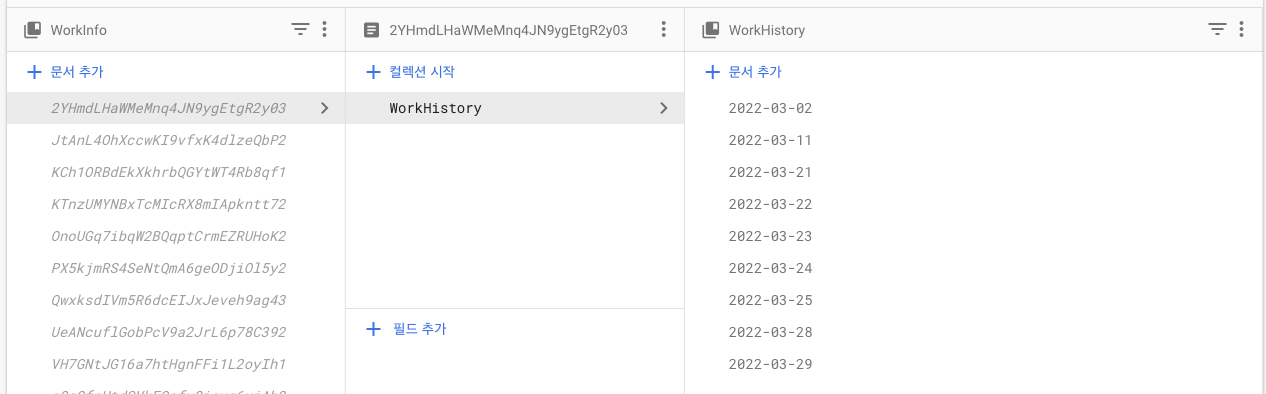 WorkInfo
2YHmdLHaWMeMnq4JN9ygEtgR2y03
WorkHistory
문서 추가
컬렉션 시작
문서 추가
2YHmdLHaWMeMnq4JN9ygEtgR2y03
JtAnL4OhXccwKI9vfxK4dlzeQbP2
KCh1ORBdEkXkhrbQGYtWT4Rb8qf1
KTnzUMYNBxTcMIcRX8mIApkntt72
OnoUGq7ibqW2BQqptCrmEZRUHoK2
PX5kjmRS4SeNtQmA6geODjiOl5y2
QwxksdIVm5R6dcEIJxJeveh9ag43
UeANcuflGobPcV9a2JrL6p78C392
VH7GNtJG16a7htHgnFFi1L2oyIh1
WorkHistory
필드 추가
2022-03-02
2022-03-11
2022-03-21
2022-03-22
2022-03-23
2022-03-24
2022-03-25
2022-03-28
2022-03-29